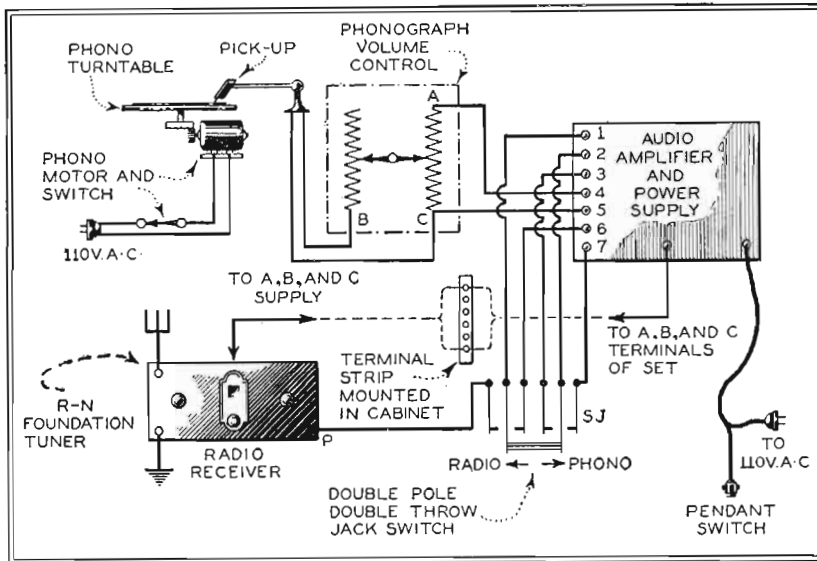 PHONO
TURNTABLE
PICK-UP
PHONOGRAPH
VOLUME
CONTROL
A
B
C
PHONO
MOTOR AND
SWITCH
110V.A.C.
1
2
3
4
5
6
7
AUDIO
AMPLIFIER
AND
POWER
SUPPLY
TO A, B, AND C
SUPPLY
TERMINAL
STRIP
MOUNTED
IN CABINET
TO A, B, AND C
TERMINALS
OF SET
R-N
FOUNDATION
TUNER
RADIO
RECEIVER
P
SJ
RADIO
PHONO
DOUBLE POLE
DOUBLE THROW
JACK SWITCH
TO
110V.A-C
PENDANT
SWITCH